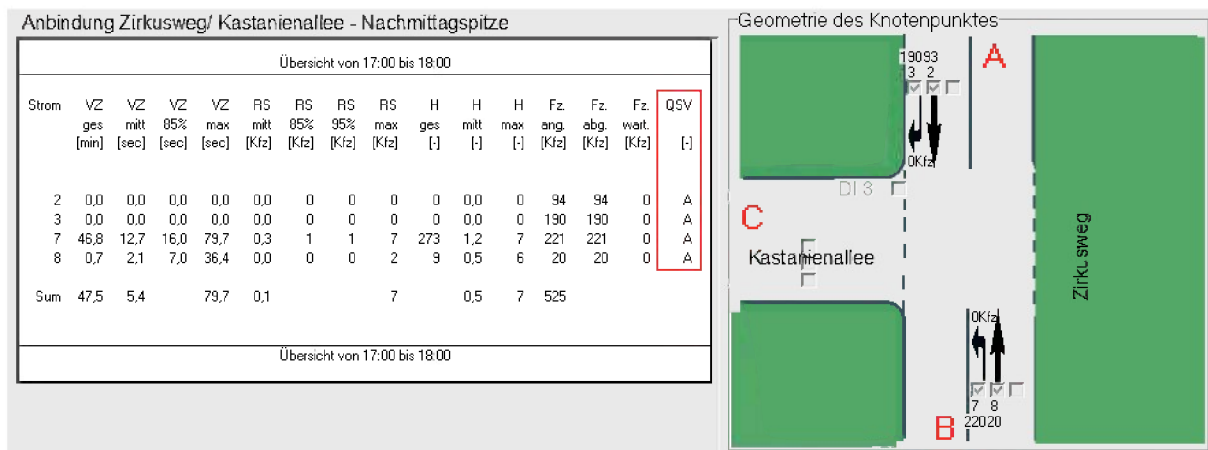 Anbindung Zirkusweg/ Kastanienallee - Nachmittagspitze
Übersicht von 17:00 bis 18:00
Strom VZ VZ VZ VZ RS RS RS RS H H H Fz. Fz. Fz. QSV
ges mitt 85% max mitt 85% 95% max ges mitt max ang. abg. wart.
[min] [sec] [sec] [sec] [Kfz] [Kfz] [Kfz] [Kfz] [-] [-] [-] [Kfz] [Kfz] [Kfz] [-]
2 0,0 0,0 0,0 0,0 0,0 0 0 0 0 0,0 0 94 94 0 A
3 0,0 0,0 0,0 0,0 0,0 0 0 0 0 0,0 0 190 190 0 A
7 46,8 12,7 16,0 79,7 0,3 1 1 7 273 1,2 7 221 221 0 A
8 0,7 2,1 7,0 36,4 0,0 0 0 2 9 0,5 6 20 20 0 A
Sum 47,5 5,4 79,7 0,1 7 0,5 7 525
Übersicht von 17:00 bis 18:00
Geometrie des Knotenpunktes
A
19093
3 2
0Kfz
DI 3
C
Kastanienallee
Zirkusweg
0Kfz
7 8
22020
B